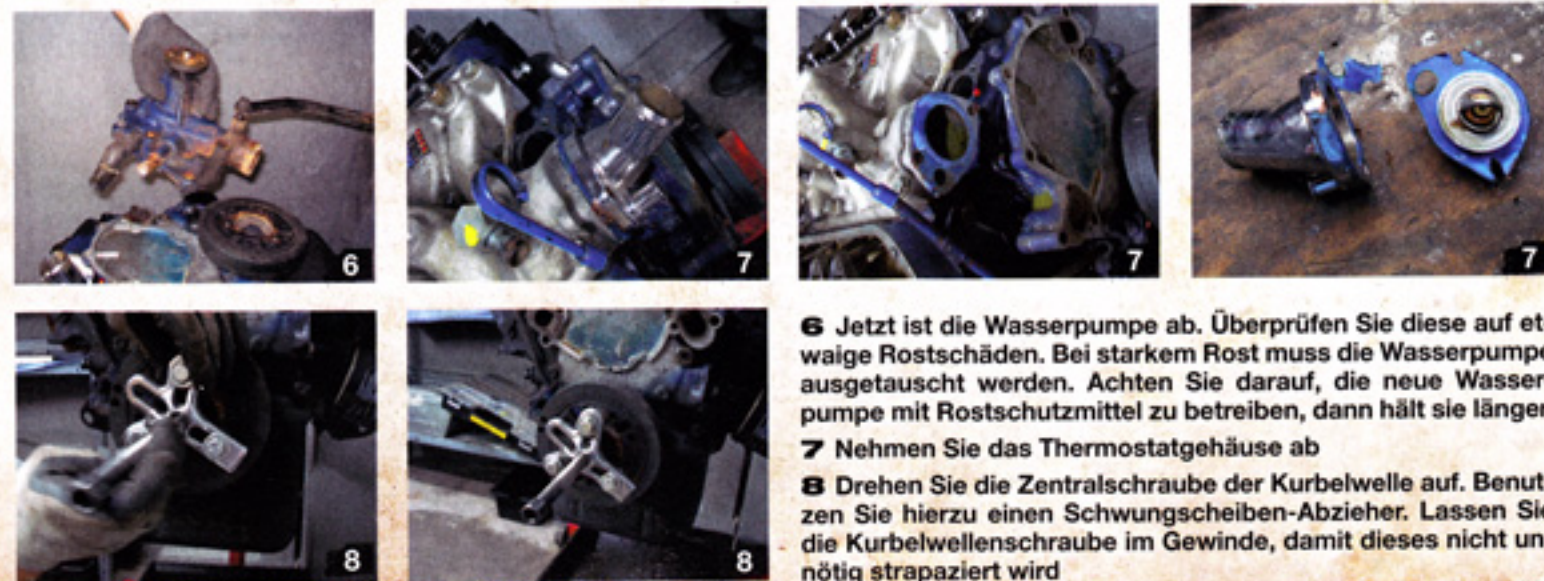 6
7
7
7
8
8
6 Jetzt ist die Wasserpumpe ab. Überprüfen Sie diese auf et
waige Rostschäden. Bei starkem Rost muss die Wasserpumpe
ausgetauscht werden. Achten Sie darauf, die neue Wasser
pumpe mit Rostschutzmittel zu betreiben, dann hält sie länger
7 Nehmen Sie das Thermostatgehäuse ab
8 Drehen Sie die Zentralschraube der Kurbelwelle auf. Benut
zen Sie hierzu einen Schwungscheiben-Abzieher. Lassen Sie
die Kurbelwellenschraube im Gewinde, damit dieses nicht un
nötig strapaziert wird